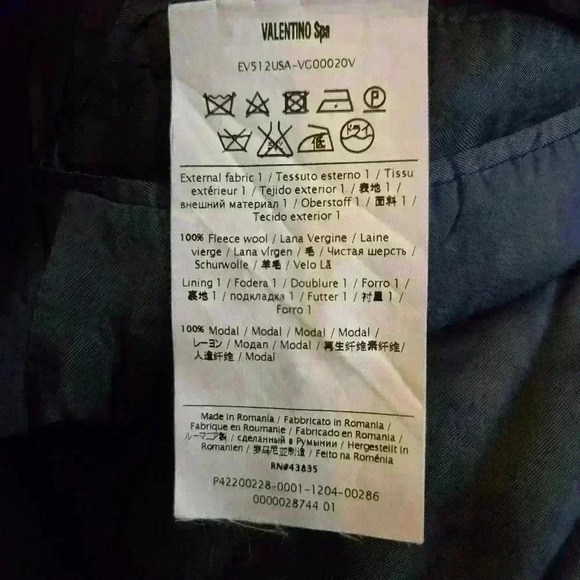 VALENTINO Spa
EV512USA-VG00020V
P
低 ドライ
External fabric 1 / Tessuto esterno 1 / Tissu
extérieur 1 / Tejido exterior 1 / 表地 1 /
внешний материал 1 / Oberstoff 1 / 面料 1 /
Tecido exterior 1
100% Fleece wool / Lana Vergine / Laine
vierge / Lana vírgen / 毛 / Чистая шерсть /
Schurwolle / 羊毛 / Velo Lã
Lining 1 / Fodera 1 / Doublure 1 / Forro 1 /
裏地 1 / подкладка 1 / Futter 1 / 衬里 1 /
Forro 1
100% Modal / Modal / Modal / Modal /
レーヨン / Модал / Modal / 再生纤维素纤维/
人造纤维 / Modal
Made in Romania / Fabbricato in Romania /
Fabrique en Roumanie / Fabricado en Romania /
ルーマニア製 / сделанный в Румынии / Hergestellt in
Romanien / 罗马尼亚制造 / Feito na Roménia
RN#43835
P42200228-0001-1204-00286
0000028744 01